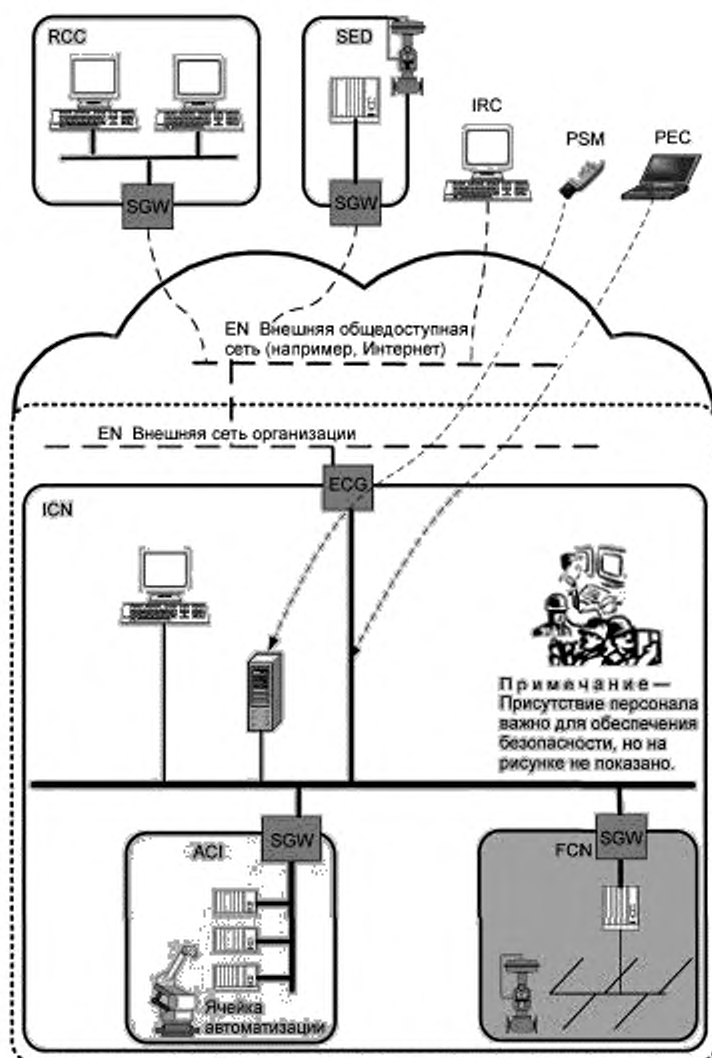 RCC
SED
IRC
PSM
PEC
SGW
SGW
EN Внешняя общедоступная
сеть (например, Интернет)
EN Внешняя сеть организации
ECG
ICN
Примечание —
Присутствие персонала
важно для обеспечения
безопасности, но на
рисунке не показано.
ACI
SGW
FCN
SGW
Ячейка
автоматизации